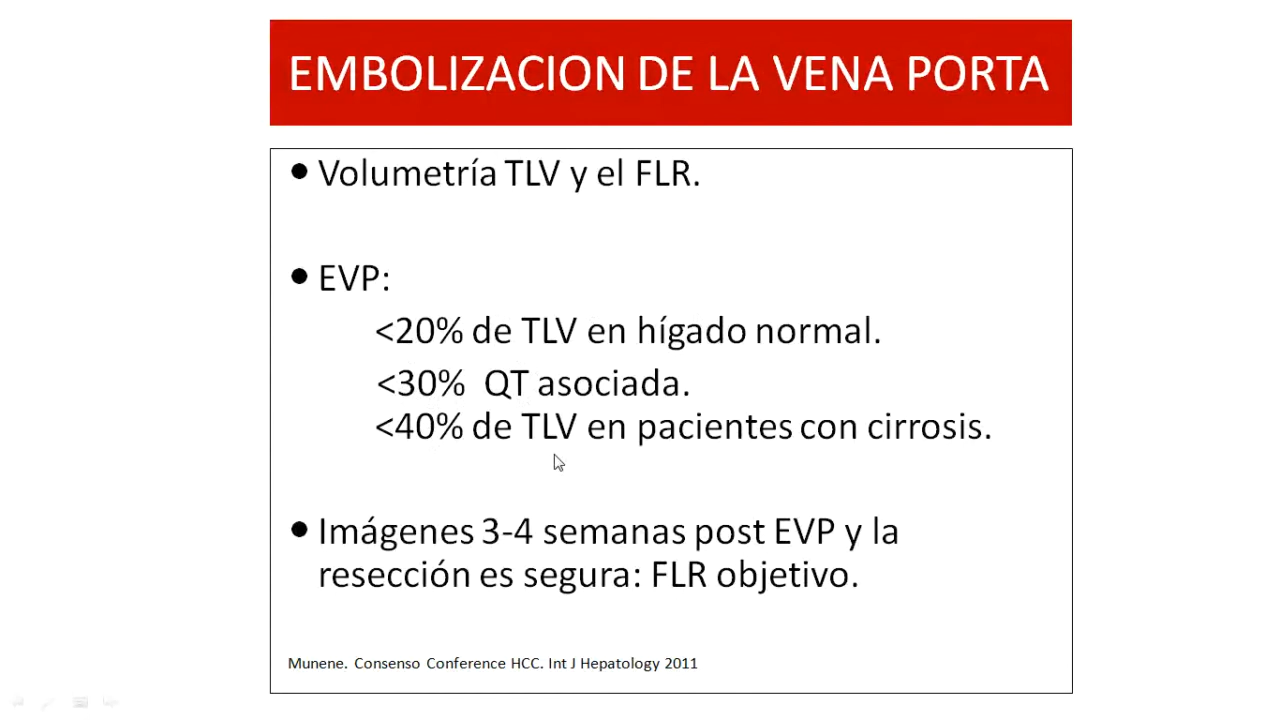 EMBOLIZACION DE LA VENA PORTA
• Volumetría TLV y el FLR.
• EVP:
<20% de TLV en hígado normal.
<30% QT asociada.
<40% de TLV en pacientes con cirrosis.
• Imágenes 3-4 semanas post EVP y la
resección es segura: FLR objetivo.
Munene. Consenso Conference HCC. Int J Hepatology 2011